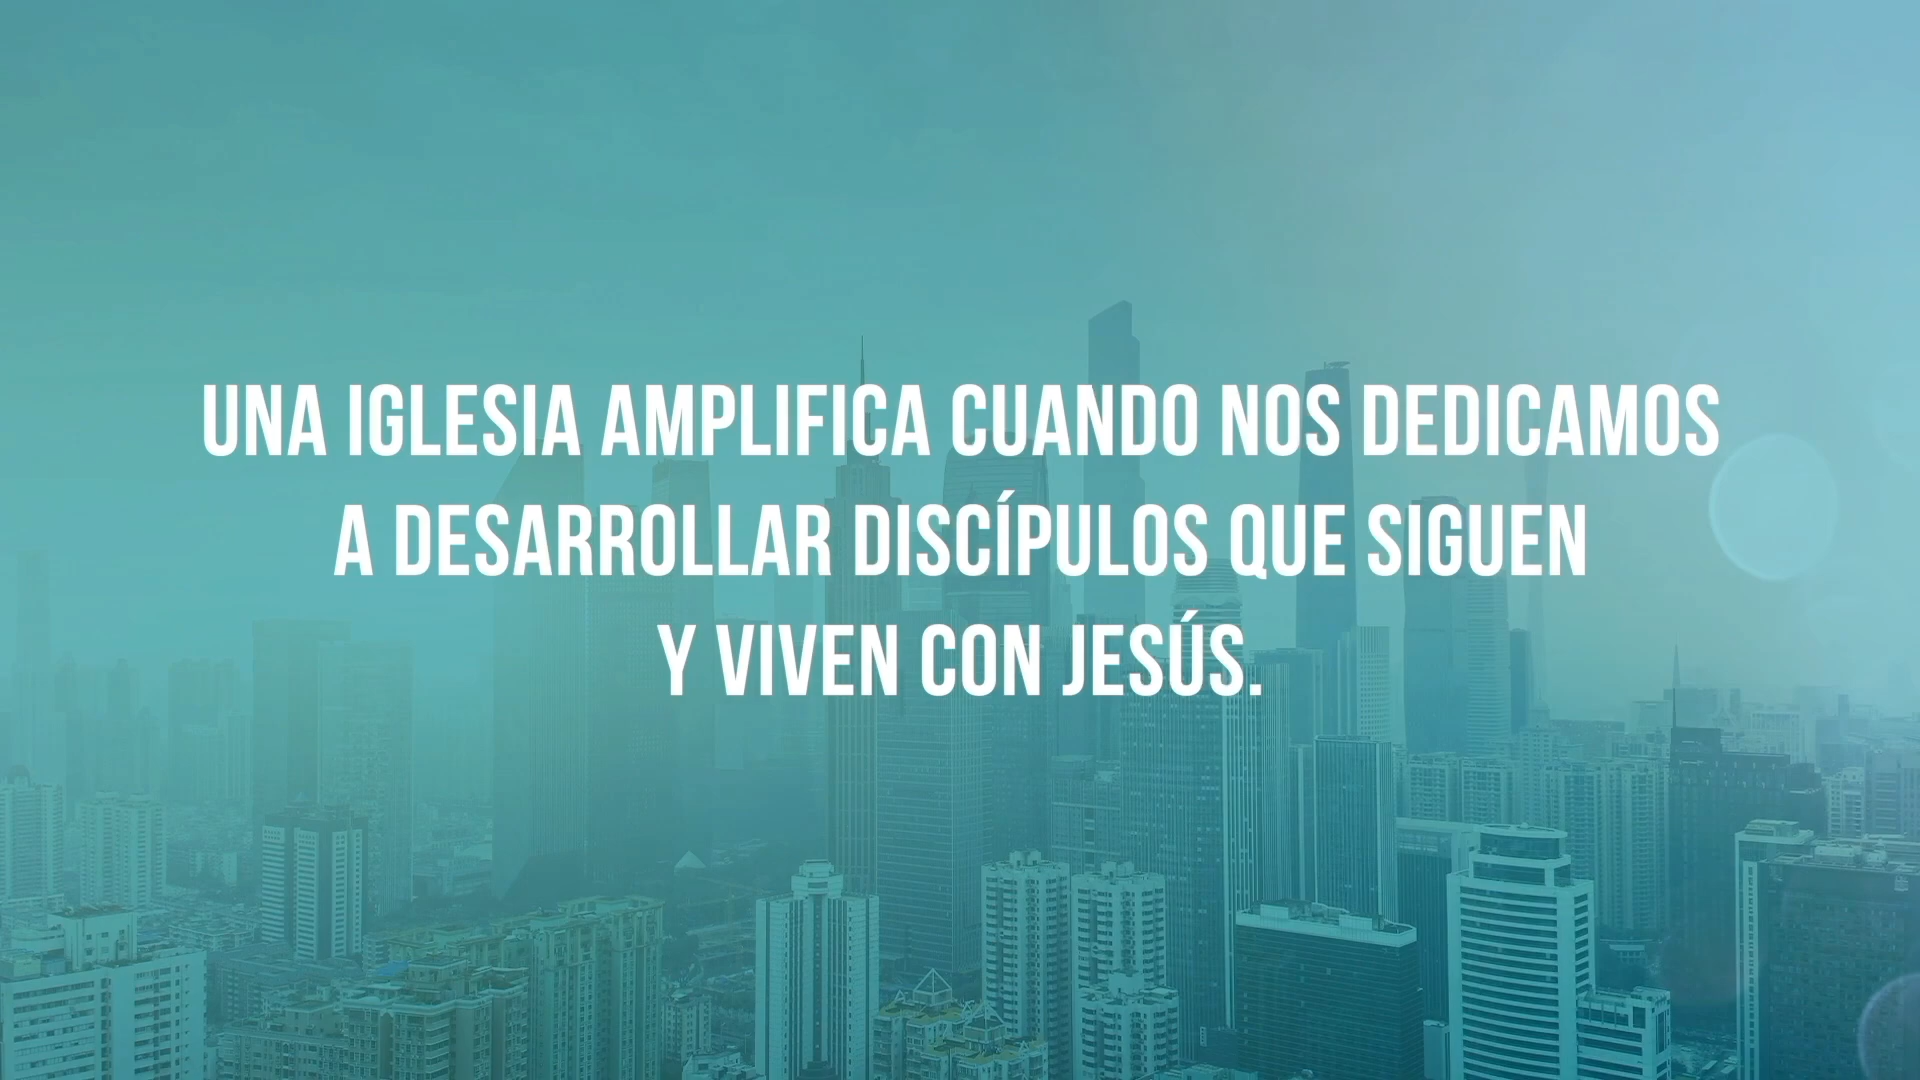 UNA IGLESIA AMPLIFICA CUANDO NOS DEDICAMOS
A DESARROLLAR DISCÍPULOS QUE SIGUEN
Y VIVEN CON JESÚS.